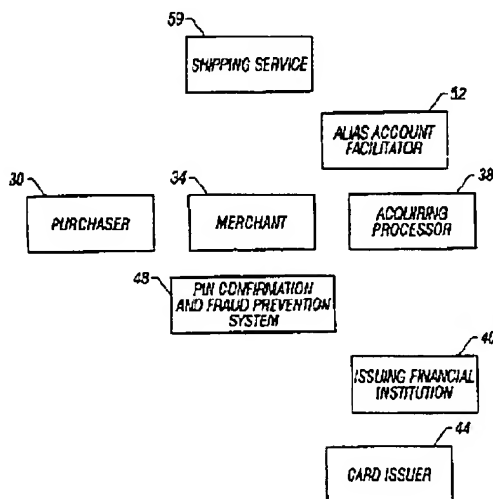 59
SHIPPING SERVICE
52
ALIAS ACCOUNT
FACILITATOR
30
PURCHASER
34
MERCHANT
38
ACQUIRING
PROCESSOR
48
PIN CONFIRMATION
AND FRAUD PREVENTION
SYSTEM
40
ISSUING FINANCIAL
INSTITUTION
44
CARD ISSUER